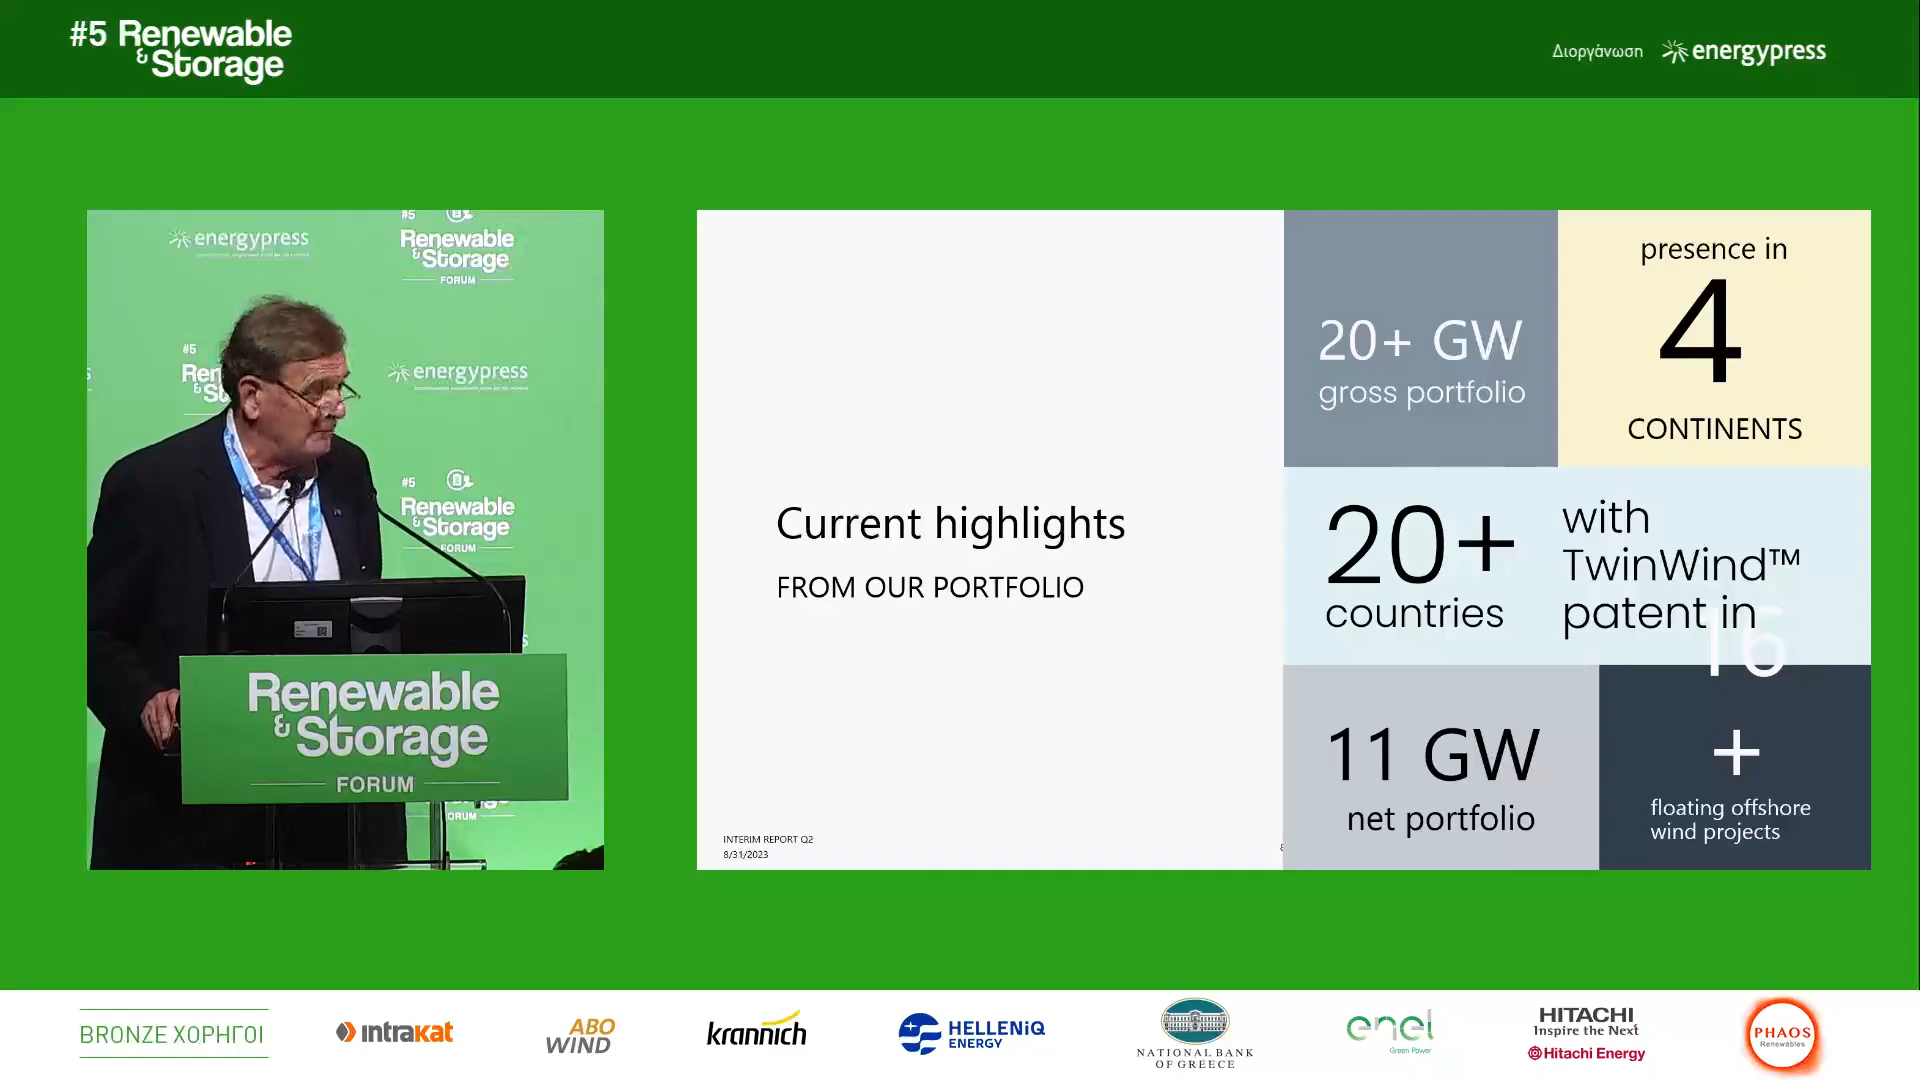 #5 Renewable
& Storage
Διοργάνωση energypress
energypress
#5
Renewable
& Storage
FORUM
#5
Ren
& St
energypress
#5
Renewable
& Storage
FORUM
Renewable
& Storage
FORUM
ORUM
Current highlights
FROM OUR PORTFOLIO
INTERIM REPORT Q2
8/31/2023
20+ GW
gross portfolio
presence in
4
CONTINENTS
20+
countries
with
TwinWind™
patent in
16
11 GW
net portfolio
+
floating offshore
wind projects
BRONZE ΧΟΡΗΓΟΙ
intrakat
ABO
WIND
krannich
HELLENiQ
ENERGY
NATIONAL BANK
OF GREECE
enel
Green Power
HITACHI
Inspire the Next
Hitachi Energy
PHAOS
Renewables